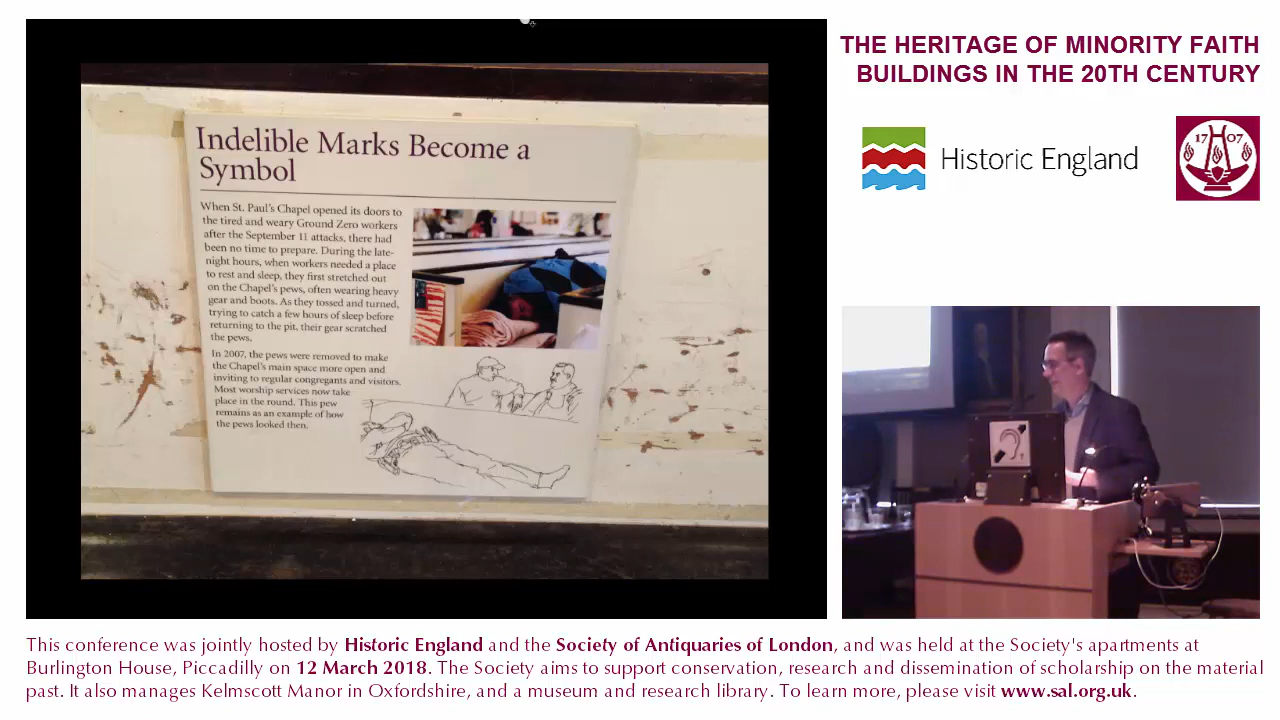 THE HERITAGE OF MINORITY FAITH
BUILDINGS IN THE 20TH CENTURY
Historic England
17 07
Indelible Marks Become a
Symbol
When St. Paul's Chapel opened its doors to
the tired and weary Ground Zero workers
after the September 11 attacks, there had
been no time to prepare. During the late-
night hours, when workers needed a place
to rest and sleep, they first stretched out
on the Chapel's pews, often wearing heavy
gear and boots. As they tossed and turned,
trying to catch a few hours of sleep before
returning to the pit, their gear scratched
the pews.
In 2007, the pews were removed to make
the Chapel's main space more open and
inviting to regular congregants and visitors.
Most worship services now take
place in the round. This pew
remains as an example of how
the pews looked then.
This conference was jointly hosted by Historic England and the Society of Antiquaries of London, and was held at the Society's apartments at
Burlington House, Piccadilly on 12 March 2018. The Society aims to support conservation, research and dissemination of scholarship on the material
past. It also manages Kelmscott Manor in Oxfordshire, and a museum and research library. To learn more, please visit www.sal.org.uk.